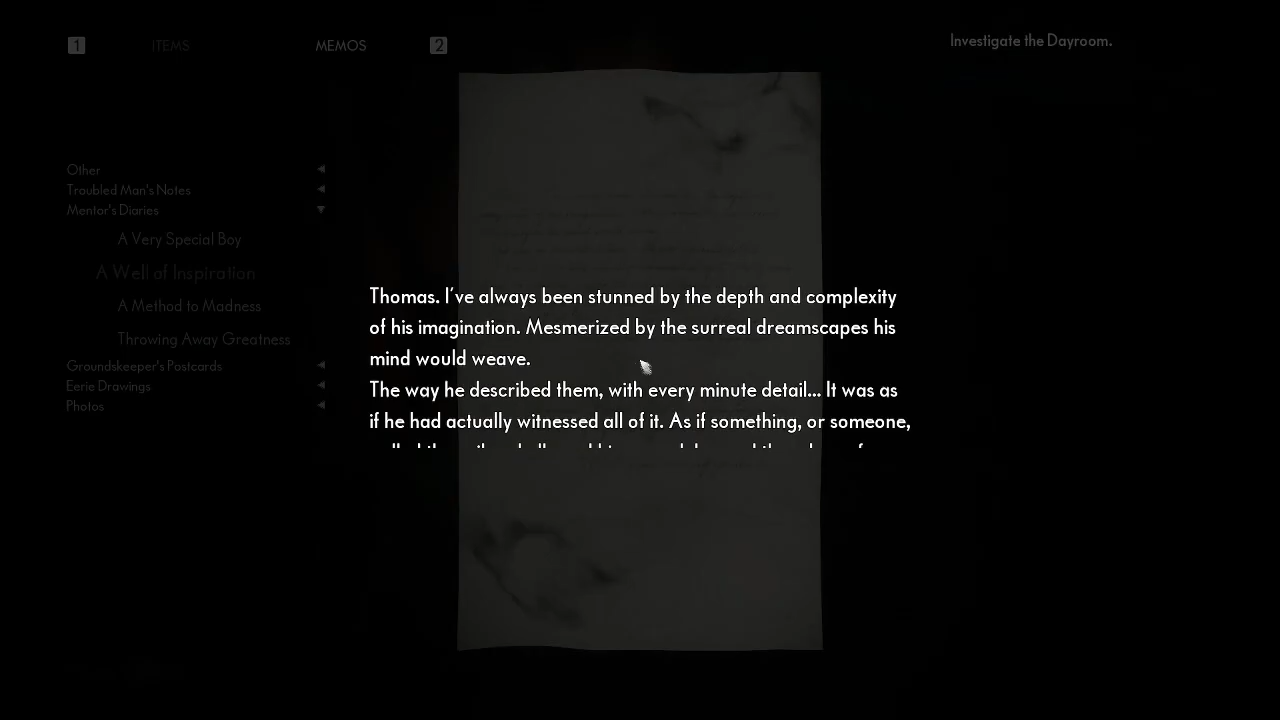 1
ITEMS
MEMOS
2
Investigate the Dayroom.
Other
Troubled Man's Notes
Mentor's Diaries
A Very Special Boy
A Well of Inspiration
A Method to Madness
Throwing Away Greatness
Groundskeeper's Postcards
Eerie Drawings
Photos
Thomas. I've always been stunned by the depth and complexity
of his imagination. Mesmerized by the surreal dreamscapes his
mind would weave.
The way he described them, with every minute detail... It was as
if he had actually witnessed all of it. As if something, or someone,